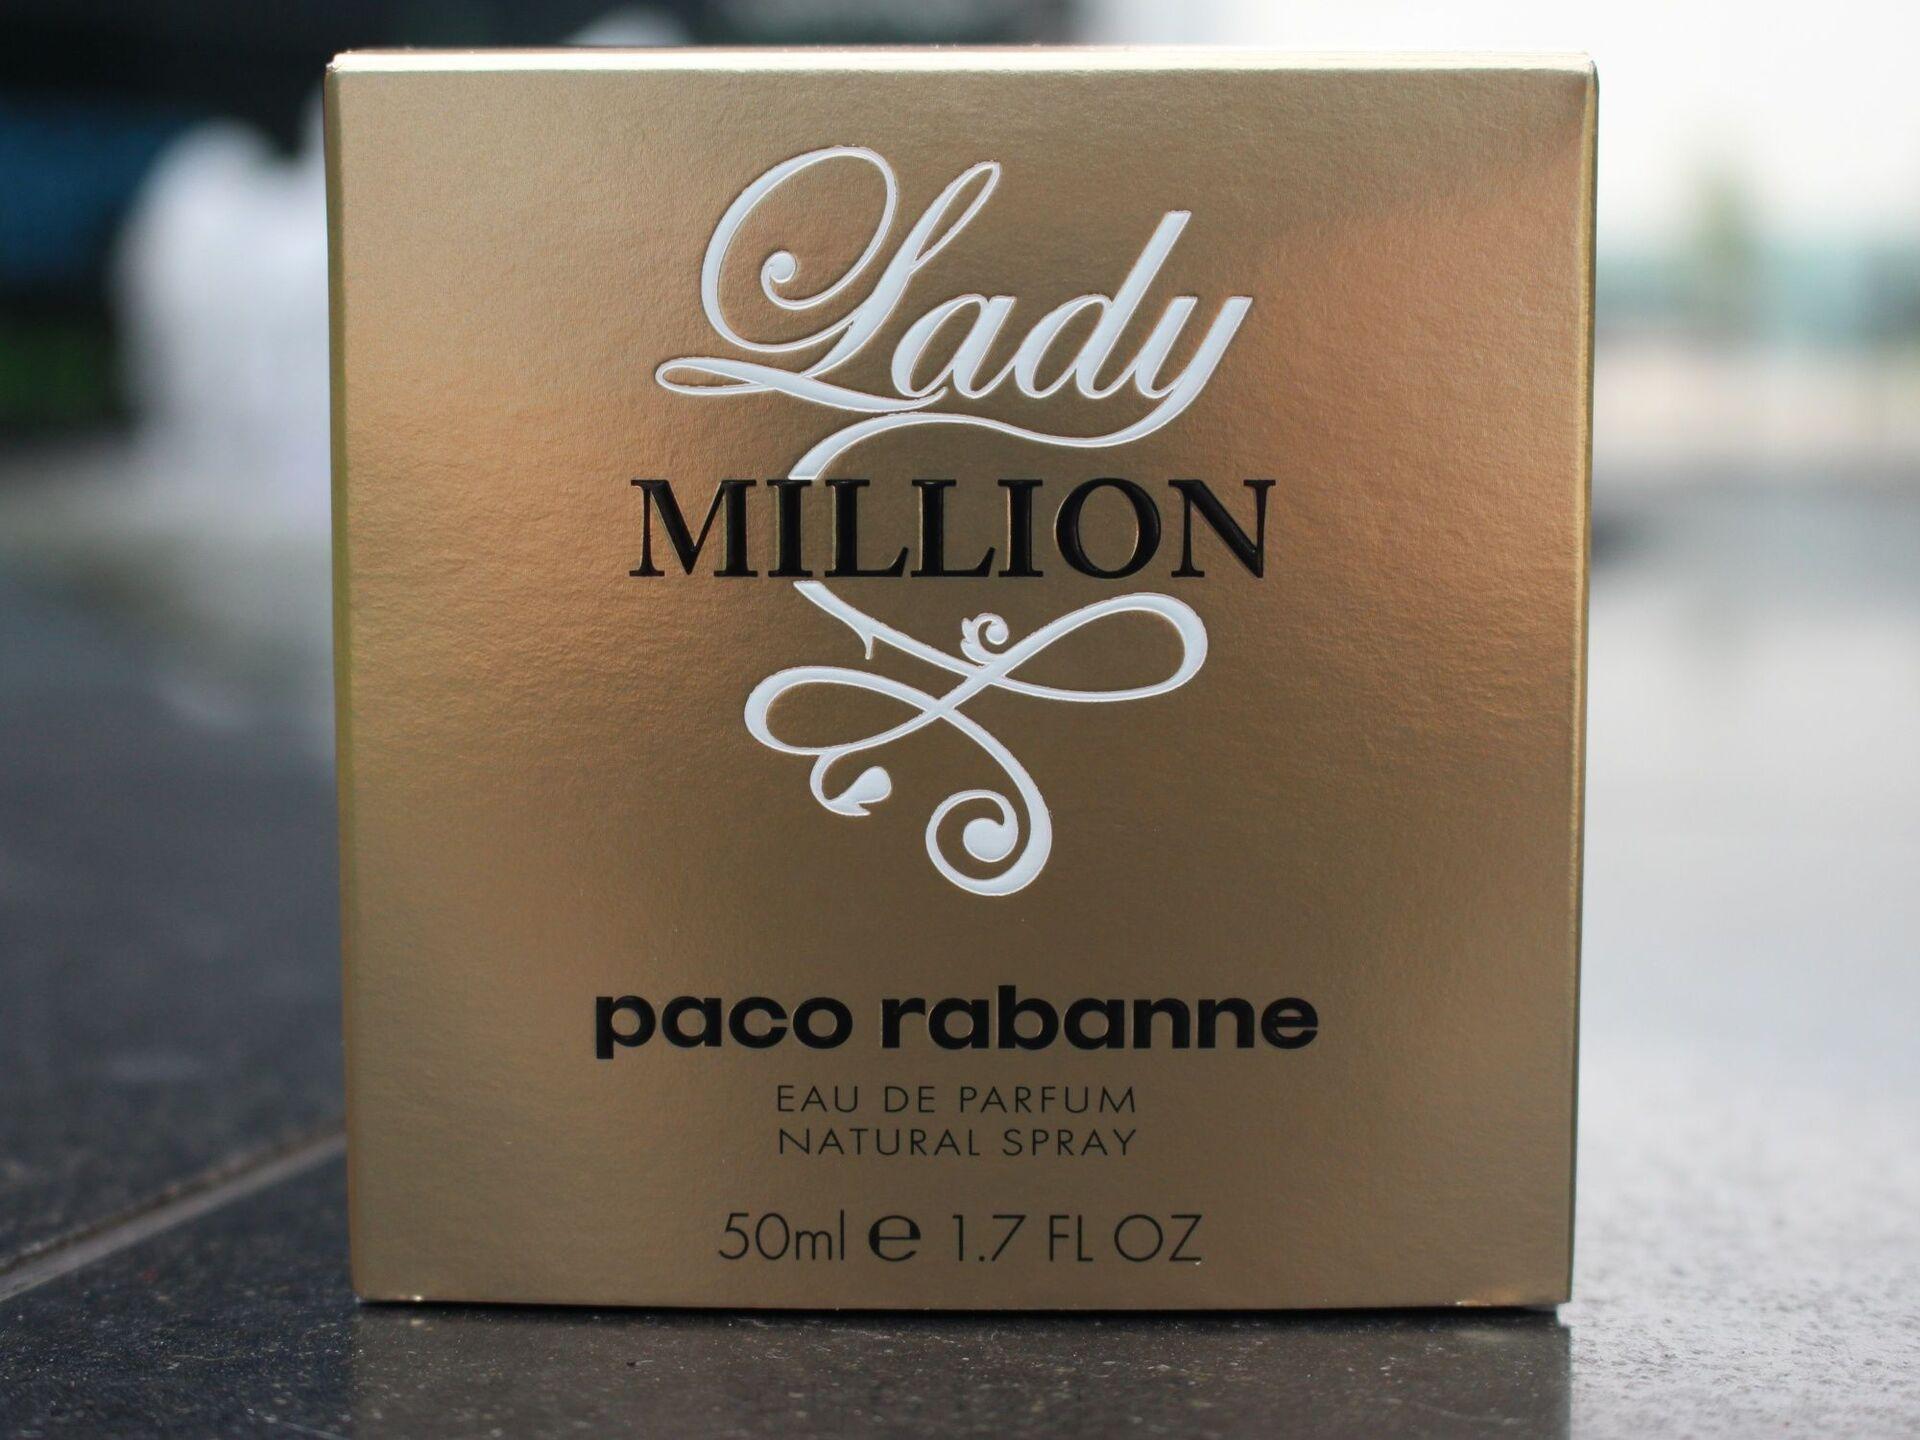 Lady
MILLION
paco rabanne
EAU DE PARFUM
NATURAL SPRAY
50ml ℮ 1.7 FL OZ